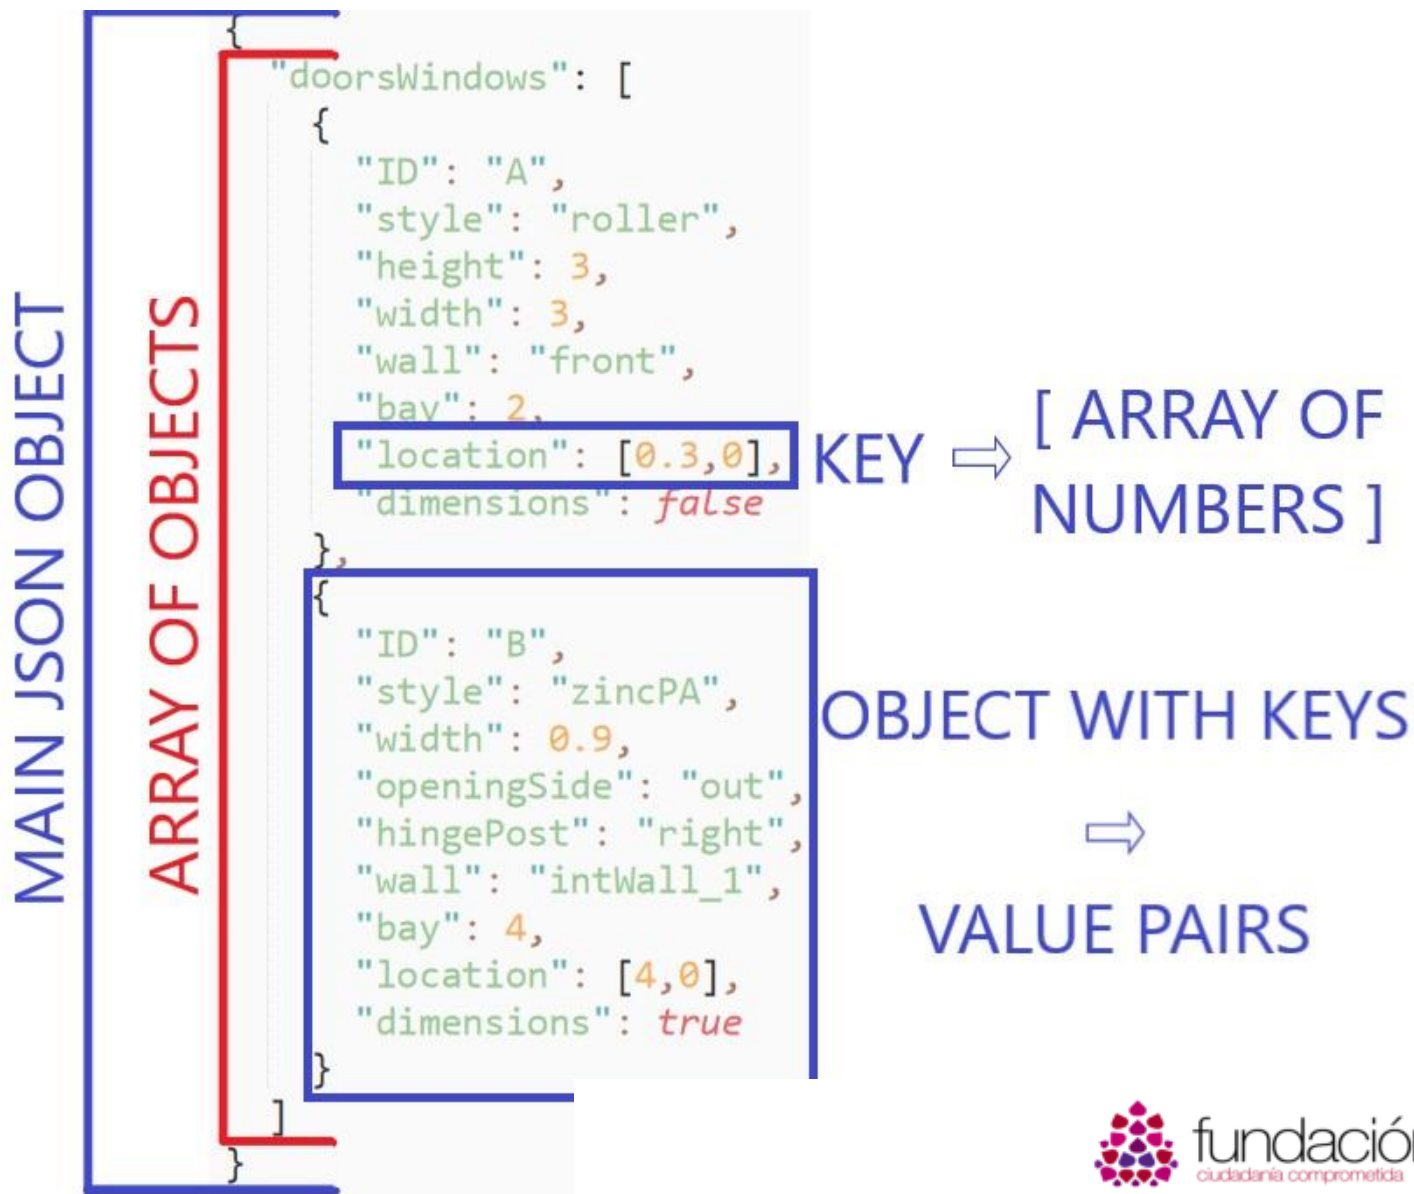 MAIN JSON OBJECT
ARRAY OF OBJECTS
{
"doorsWindows": [
{
"ID": "A",
"style": "roller",
"height": 3,
"width": 3,
"wall": "front",
"bay": 2,
"location": [0.3,0],
"dimensions": false
},
{
"ID": "B",
"style": "zincPA",
"width": 0.9,
"openingSide": "out",
"hingePost": "right",
"wall": "intWall_1",
"bay": 4,
"location": [4,0],
"dimensions": true
}
]
}
KEY ⇨ [ ARRAY OF
NUMBERS ]
OBJECT WITH KEYS
⇨
VALUE PAIRS
fundación
ciudadanía comprometida